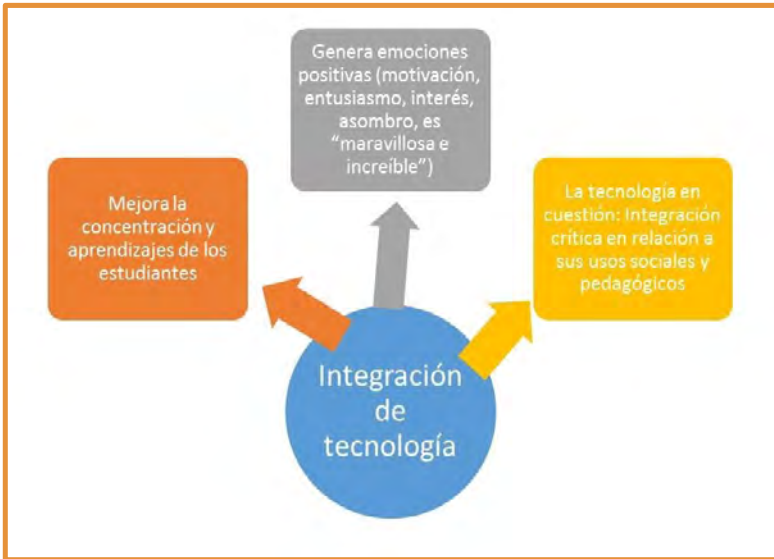 Genera emociones
positivas (motivación,
entusiasmo, interés,
asombro, es
“maravillosa e
increíble”)
Mejora la
concentración y
aprendizajes de los
estudiantes
La tecnología en
cuestión: Integración
crítica en relación a
sus usos sociales y
pedagógicos
Integración
de
tecnología